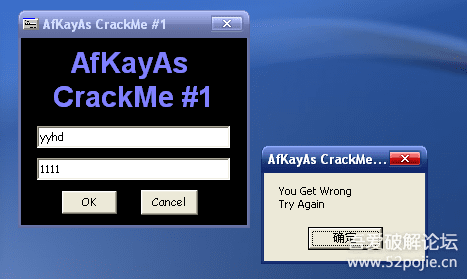 AfKayAs CrackMe #1
AfKayAs
CrackMe #1
yyhd
1111
OK
Cancel
AfKayAs CrackMe...
You Get Wrong
Try Again
确定
吾爱破解论坛
www.52pojie.cn